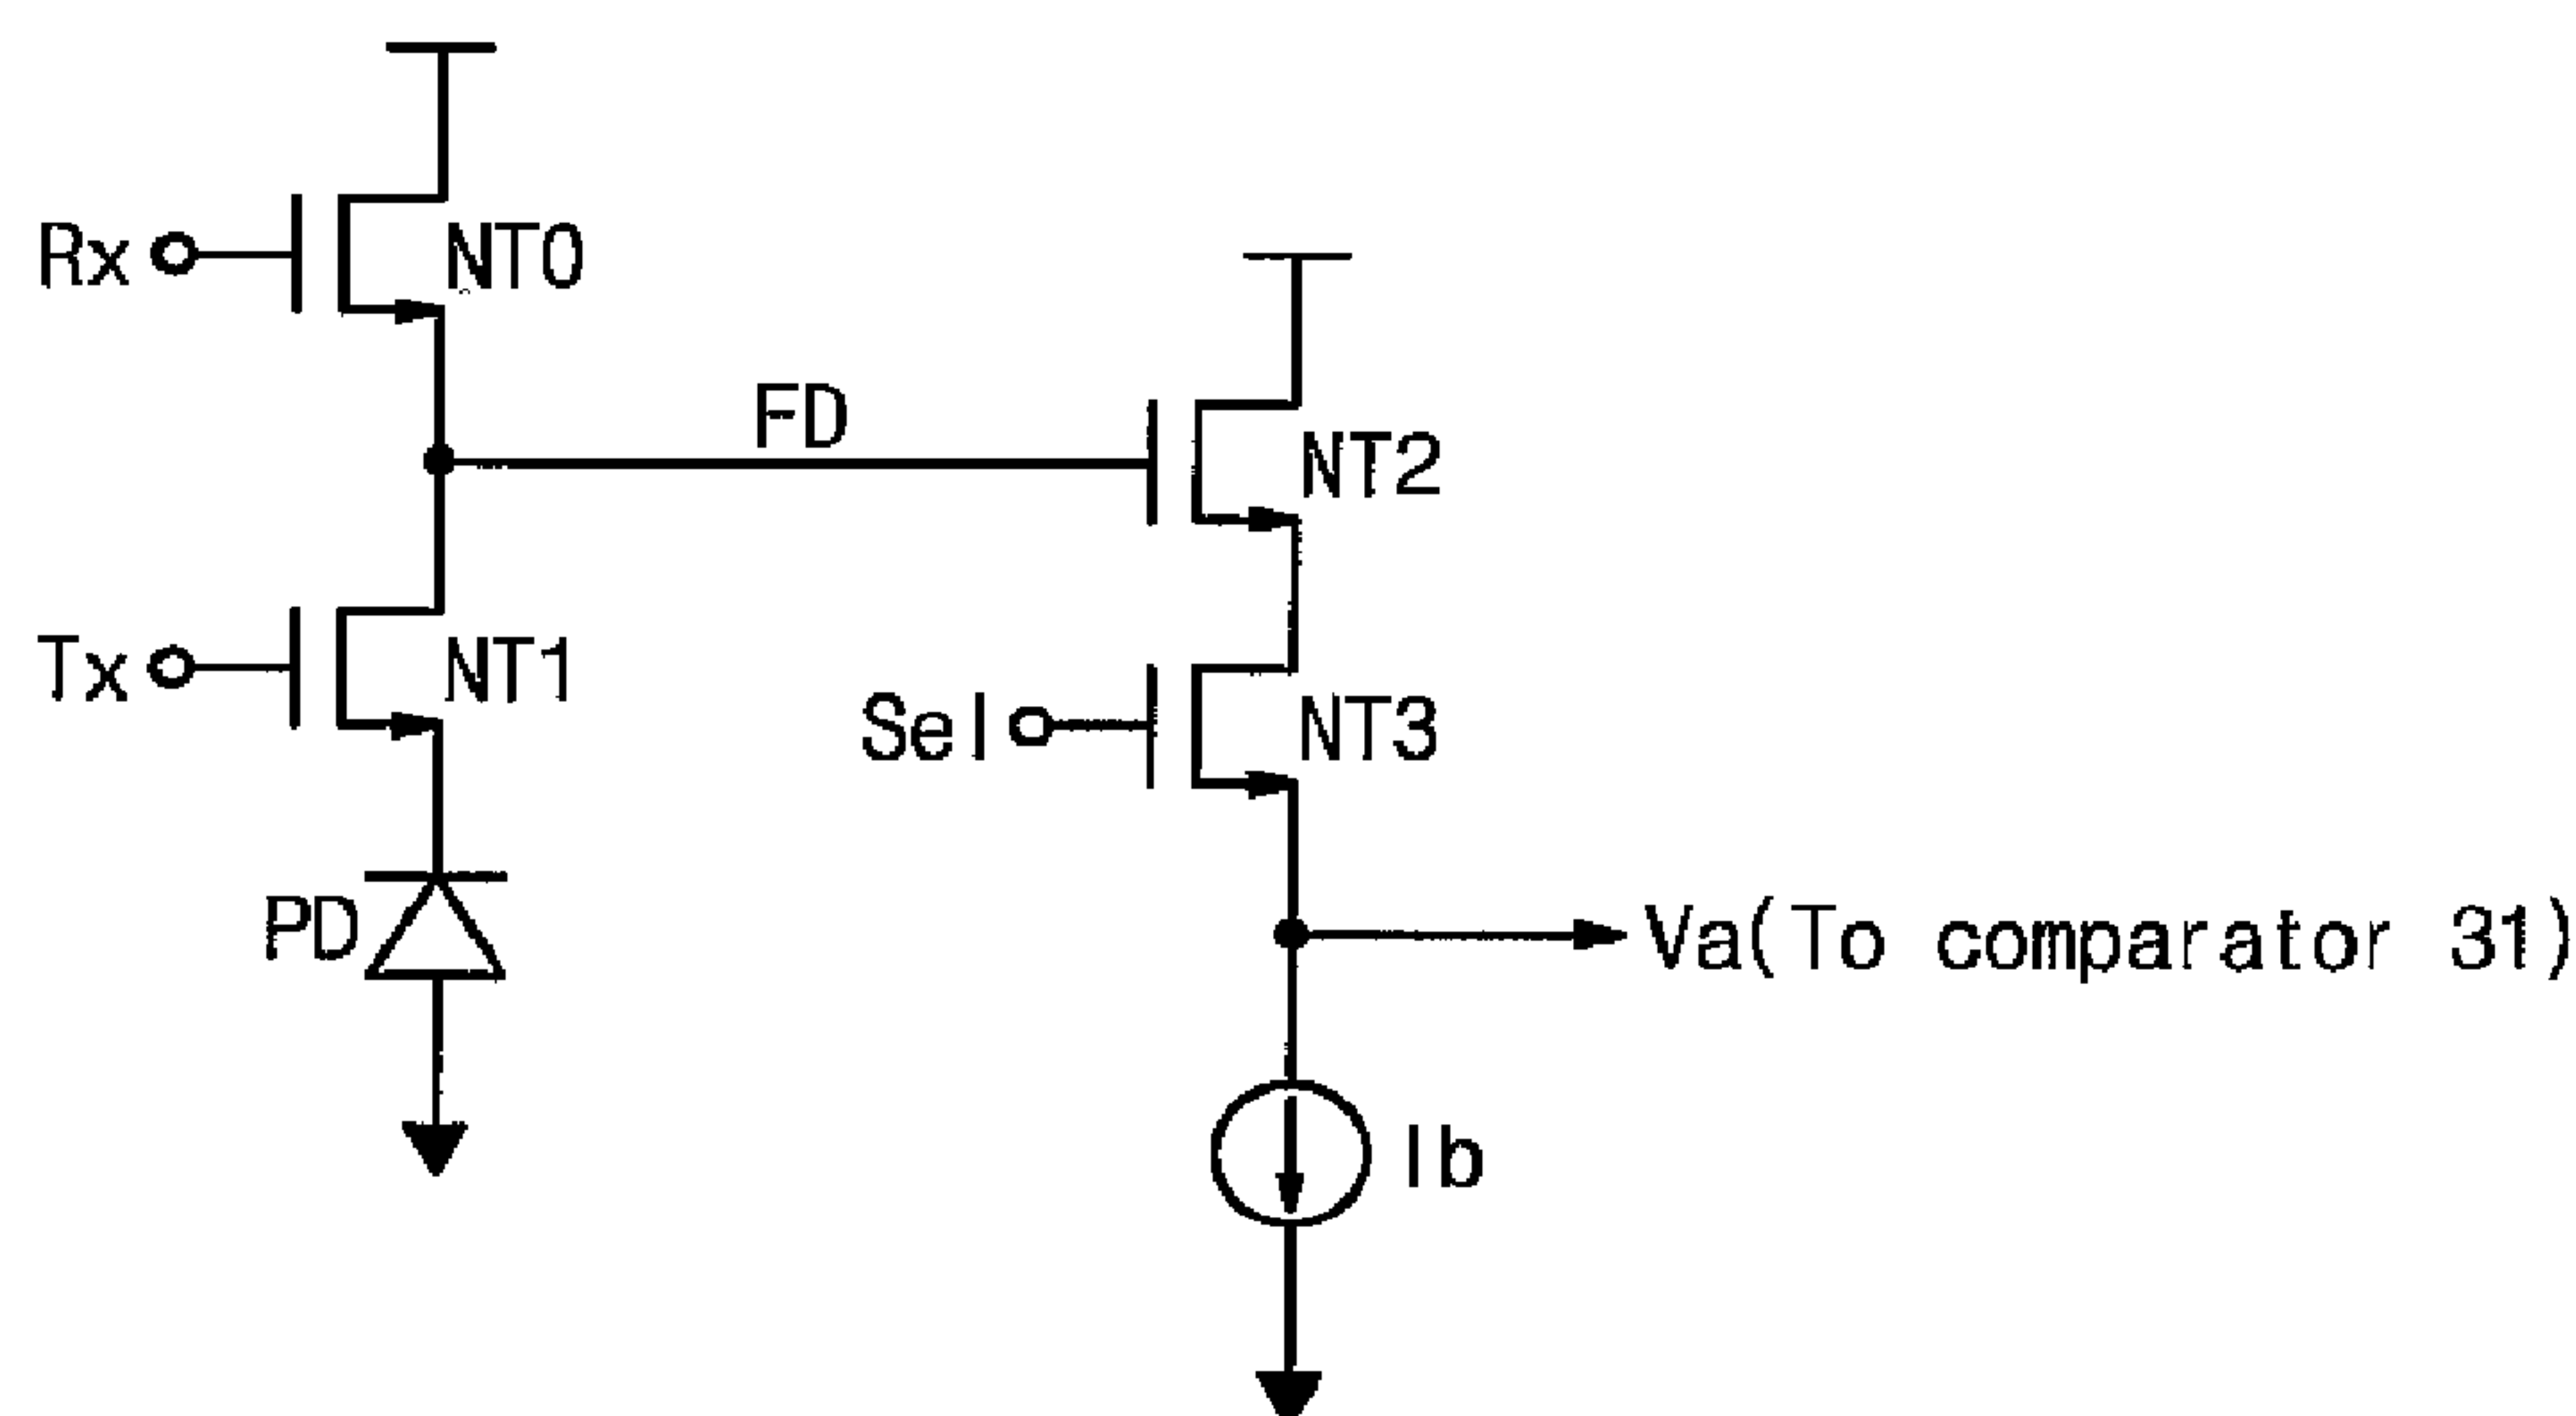 Rx
NT0
FD
NT2
Tx
NT1
Sel
NT3
PD
Va(To comparator 31)
Ib